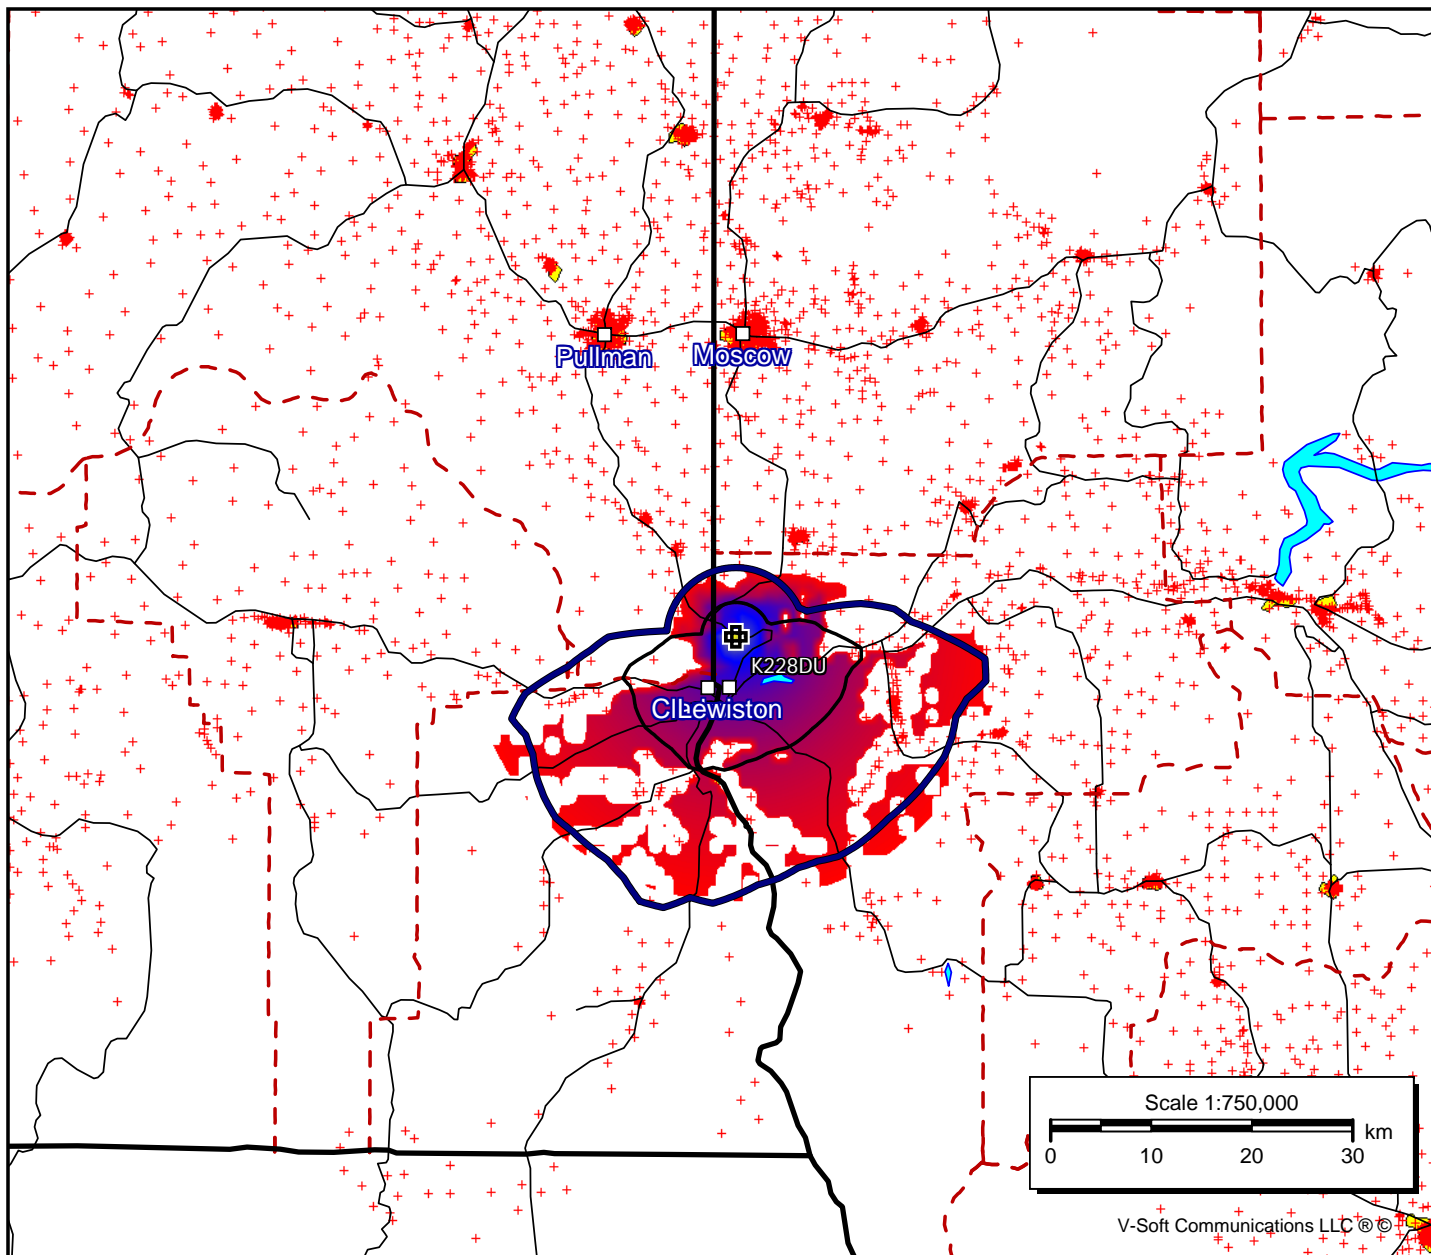 Pullman
Moscow
K228DU
Lewiston
Scale 1:750,000
km
0 10 20 30
V-Soft Communications LLC ® ©